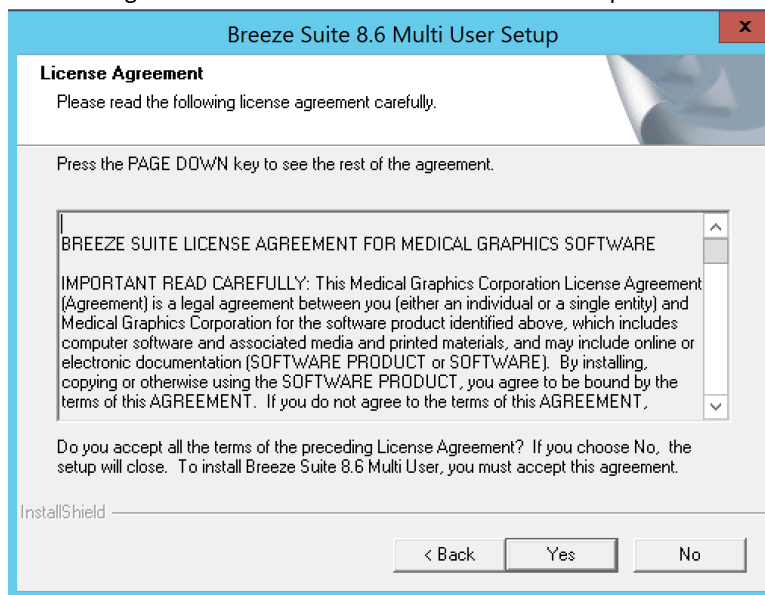 Breeze Suite 8.6 Multi User Setup
x
License Agreement
Please read the following license agreement carefully.
Press the PAGE DOWN key to see the rest of the agreement.
BREEZE SUITE LICENSE AGREEMENT FOR MEDICAL GRAPHICS SOFTWARE
IMPORTANT READ CAREFULLY: This Medical Graphics Corporation License Agreement
(Agreement) is a legal agreement between you (either an individual or a single entity) and
Medical Graphics Corporation for the software product identified above, which includes
computer software and associated media and printed materials, and may include online or
electronic documentation (SOFTWARE PRODUCT or SOFTWARE). By installing,
copying or otherwise using the SOFTWARE PRODUCT, you agree to be bound by the
terms of this AGREEMENT. If you do not agree to the terms of this AGREEMENT,
Do you accept all the terms of the preceding License Agreement? If you choose No, the
setup will close. To install Breeze Suite 8.6 Multi User, you must accept this agreement.
InstallShield
< Back Yes No